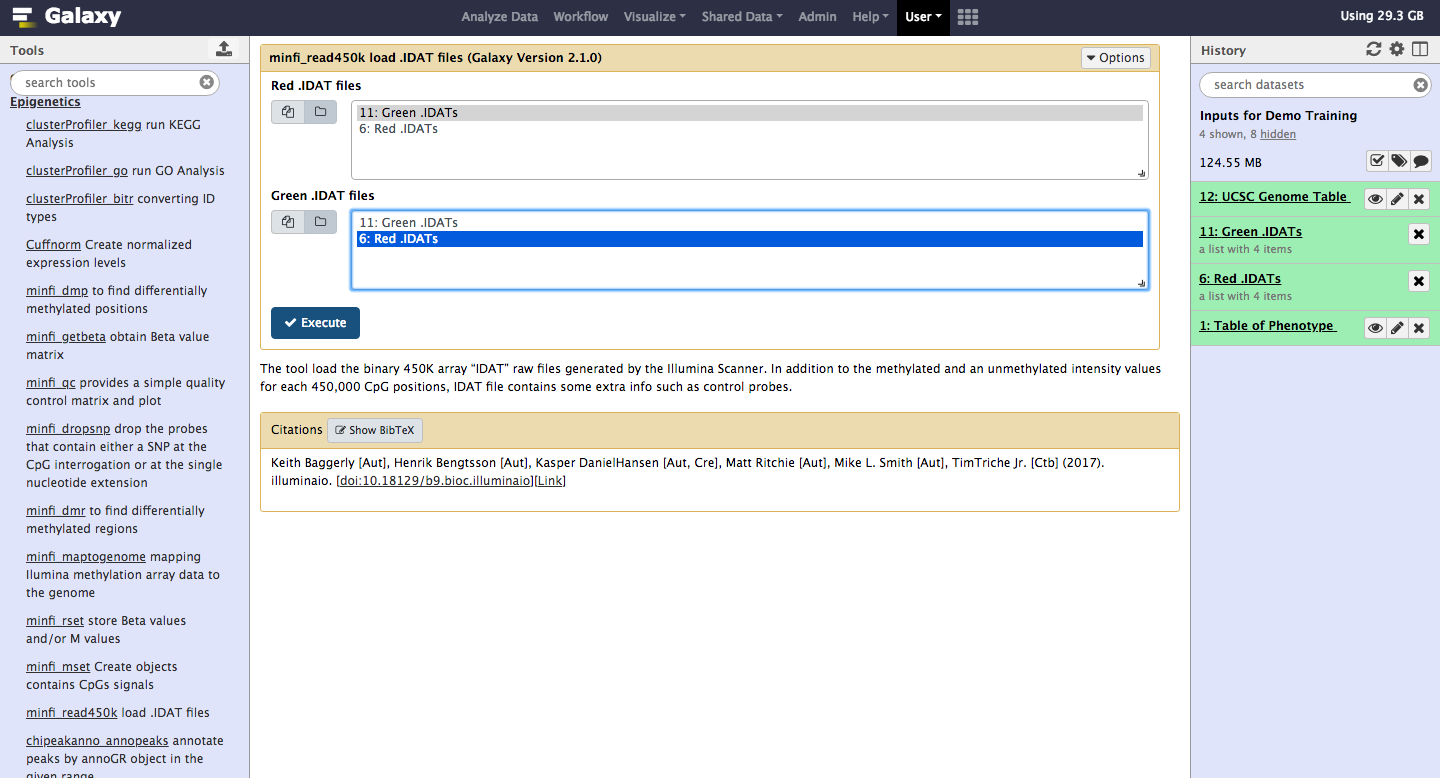 Galaxy
Analyze Data Workflow Visualize Shared Data Admin Help User
Using 29.3 GB
Tools
search tools
Epigenetics
clusterProfiler_kegg run KEGG
Analysis
clusterProfiler_go run GO Analysis
clusterProfiler_bitr converting ID
types
Cuffnorm Create normalized
expression levels
minfi_dmp to find differentially
methylated positions
minfi_getbeta obtain Beta value
matrix
minfi_qc provides a simple quality
control matrix and plot
minfi_dropsnp drop the probes
that contain either a SNP at the
CpG interrogation or at the single
nucleotide extension
minfi_dmr to find differentially
methylated regions
minfi_maptogenome mapping
Ilumina methylation array data to
the genome
minfi_rset store Beta values
and/or M values
minfi_mset Create objects
contains CpGs signals
minfi_read450k load .IDAT files
chipeakanno_annopeaks annotate
peaks by annoGR object in the
given range
minfi_read450k load .IDAT files (Galaxy Version 2.1.0)
Options
Red .IDAT files
11: Green .IDATs
6: Red .IDATs
Green .IDAT files
11: Green .IDATs
6: Red .IDATs
Execute
The tool load the binary 450K array “IDAT” raw files generated by the Illumina Scanner. In addition to the methylated and an unmethylated intensity values
for each 450,000 CpG positions, IDAT file contains some extra info such as control probes.
Citations Show BibTeX
Keith Baggerly [Aut], Henrik Bengtsson [Aut], Kasper DanielHansen [Aut, Cre], Matt Ritchie [Aut], Mike L. Smith [Aut], TimTriche Jr. [Ctb] (2017).
illuminaio. [doi:10.18129/b9.bioc.illuminaio][Link]
History
search datasets
Inputs for Demo Training
4 shown, 8 hidden
124.55 MB
12: UCSC Genome Table
11: Green .IDATs
a list with 4 items
6: Red .IDATs
a list with 4 items
1: Table of Phenotype